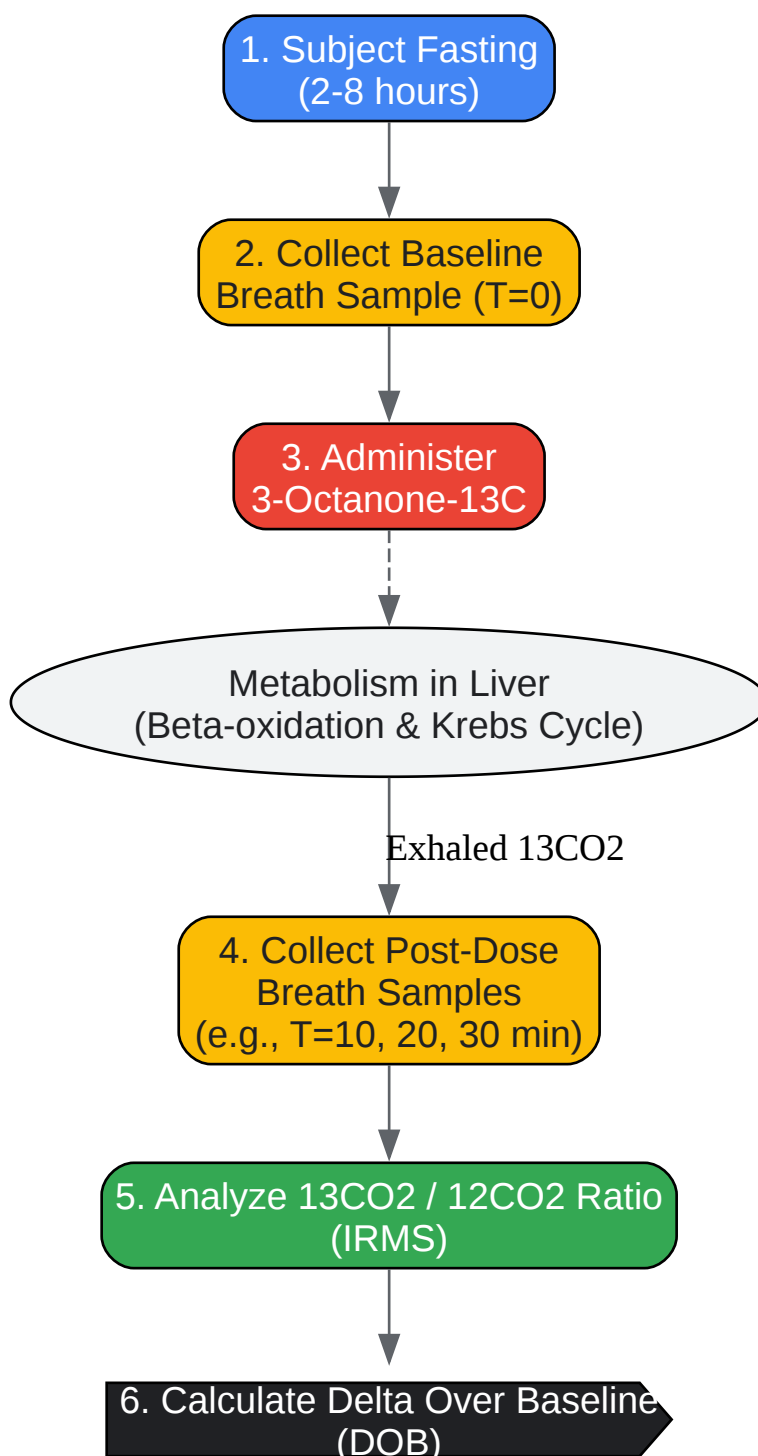 1. Subject Fasting
(2-8 hours)
2. Collect Baseline
Breath Sample (T=0)
3. Administer
3-Octanone-13C
Metabolism in Liver
(Beta-oxidation & Krebs Cycle)
Exhaled 13CO2
4. Collect Post-Dose
Breath Samples
(e.g., T=10, 20, 30 min)
5. Analyze 13CO2 / 12CO2 Ratio
(IRMS)
6. Calculate Delta Over Baseline
(DOB)